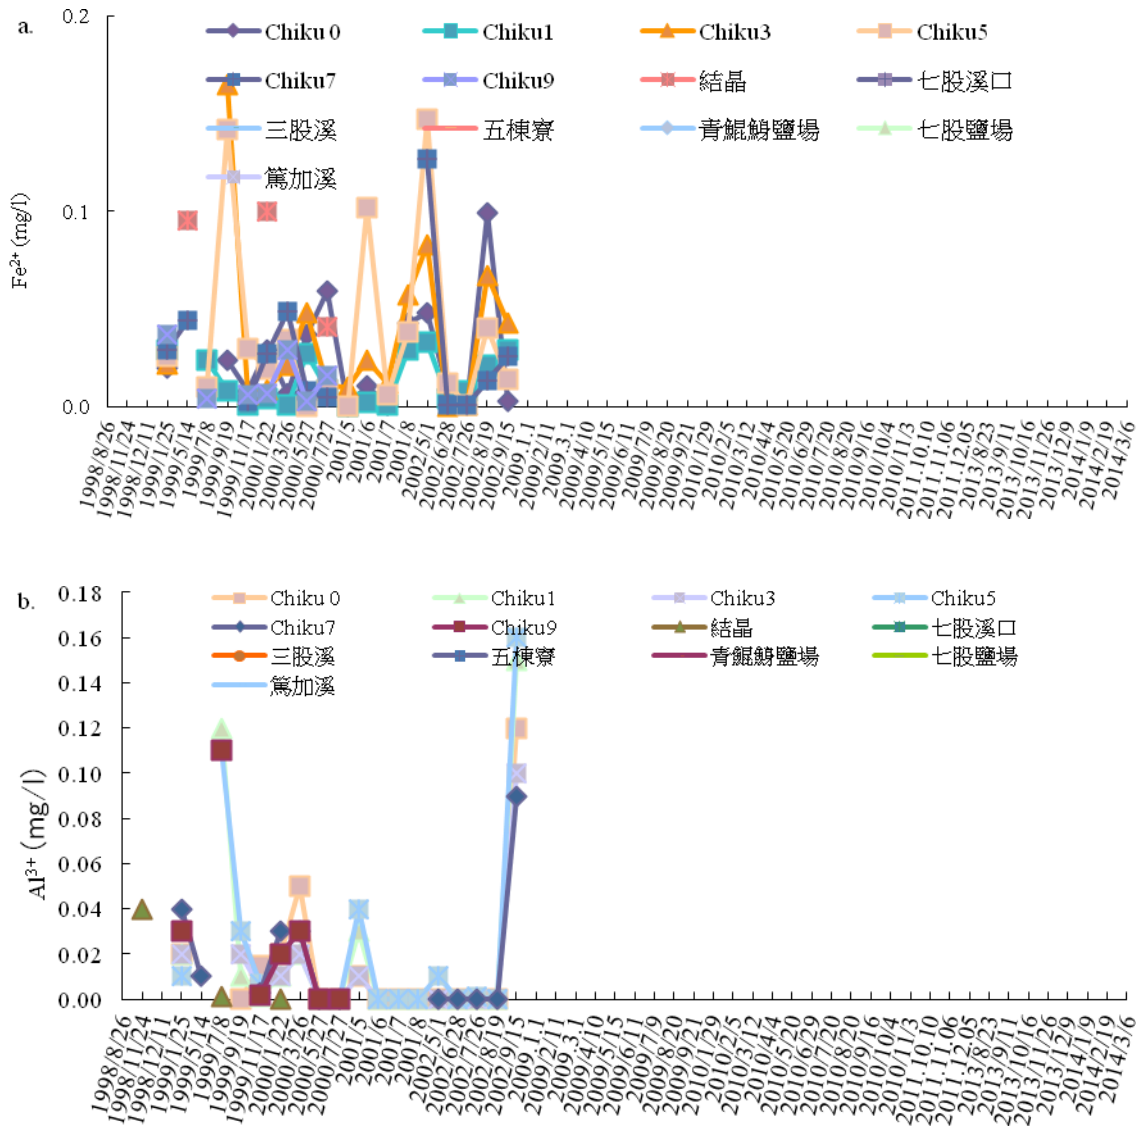 a.
0.2
Chiku 0 Chiku1 Chiku3 Chiku5
Chiku7 Chiku9 結晶 七股溪口
三股溪 五棟寮 青鯤鯓鹽場 七股鹽場
篤加溪
0.1
0.0
Fe²⁺ (mg/l)
1998/8/26 1998/11/24 1998/12/11 1999/1/25 1999/5/14 1999/7/8 1999/9/19 1999/11/17 2000/1/22 2000/3/26 2000/5/27 2000/7/27 2001/5 2001/6 2001/7 2001/8 2002/5/1 2002/6/28 2002/7/26 2002/8/19 2002/9/15 2009/1.1 2009/2/11 2009/3.1 2009/4/10 2009/5/15 2009/6/11 2009/7/9 2009/8/20 2009/9/21 2010/1/29 2010/2/5 2010/3/12 2010/4/4 2010/5/20 2010/6/29 2010/7/20 2010/8/20 2010/9/16 2010/10/4 2010/11/3 2011.10.10 2011.11.06 2011.12.05 2013/8/23 2013/9/11 2013/10/16 2013/11/26 2013/12/9 2014/1/9 2014/2/19 2014/3/6
b.
0.18
Chiku 0 Chiku1 Chiku3 Chiku5
Chiku7 Chiku9 結晶 七股溪口
三股溪 五棟寮 青鯤鯓鹽場 七股鹽場
篤加溪
0.16
0.14
0.12
0.10
0.08
0.06
0.04
0.02
0.00
Al³⁺ (mg/l)
1998/8/26 1998/11/24 1998/12/11 1999/1/25 1999/5/14 1999/7/8 1999/9/19 1999/11/17 2000/1/22 2000/3/26 2000/5/27 2000/7/27 2001/5 2001/6 2001/7 2001/8 2002/5/1 2002/6/28 2002/7/26 2002/8/19 2002/9/15 2009/1.1 2009/2/11 2009/3.1 2009/4/10 2009/5/15 2009/6/11 2009/7/9 2009/8/20 2009/9/21 2010/1/29 2010/2/5 2010/3/12 2010/4/4 2010/5/20 2010/6/29 2010/7/20 2010/8/20 2010/9/16 2010/10/4 2010/11/3 2011.10.10 2011.11.06 2011.12.05 2013/8/23 2013/9/11 2013/10/16 2013/11/26 2013/12/9 2014/1/9 2014/2/19 2014/3/6